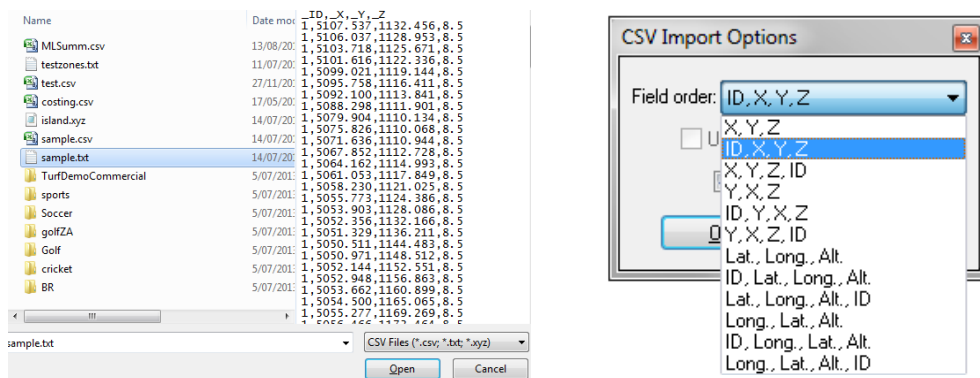 Name Date mod
MLSumm.csv 13/08/20:
testzones.txt 11/07/20:
test.csv 27/11/20:
costing.csv 17/05/20:
island.xyz 14/07/20:
sample.csv 14/07/20:
sample.txt 14/07/20:
TurfDemoCommercial 5/07/201:
sports 5/07/201:
Soccer 5/07/201:
golfZA 5/07/201:
Golf 5/07/201:
cricket 5/07/201:
BR 5/07/201:
_ID,_X,_Y,_Z
1,5107.537,1132.456,8.5
1,5106.037,1128.953,8.5
1,5103.718,1125.671,8.5
1,5101.616,1122.336,8.5
1,5099.021,1119.144,8.5
1,5095.758,1116.411,8.5
1,5092.100,1113.841,8.5
1,5088.298,1111.901,8.5
1,5079.904,1110.134,8.5
1,5075.826,1110.068,8.5
1,5071.636,1110.944,8.5
1,5067.852,1112.728,8.5
1,5064.162,1114.993,8.5
1,5061.053,1117.849,8.5
1,5058.230,1121.025,8.5
1,5055.773,1124.386,8.5
1,5053.903,1128.086,8.5
1,5052.356,1132.166,8.5
1,5051.329,1136.211,8.5
1,5050.511,1144.483,8.5
1,5050.971,1148.512,8.5
1,5052.144,1152.551,8.5
1,5052.948,1156.863,8.5
1,5053.662,1160.899,8.5
1,5054.500,1165.065,8.5
1,5055.277,1169.269,8.5
sample.txt
CSV Files (*.csv; *.txt; *.xyz)
Open Cancel
CSV Import Options
Field order: ID,X,Y,Z
X,Y,Z
ID,X,Y,Z
X,Y,Z,ID
Y,X,Z
ID,Y,X,Z
Y,X,Z,ID
Lat., Long., Alt.
ID, Lat., Long., Alt.
Lat., Long., Alt., ID
Long., Lat., Alt.
ID, Long., Lat., Alt.
Long., Lat., Alt., ID